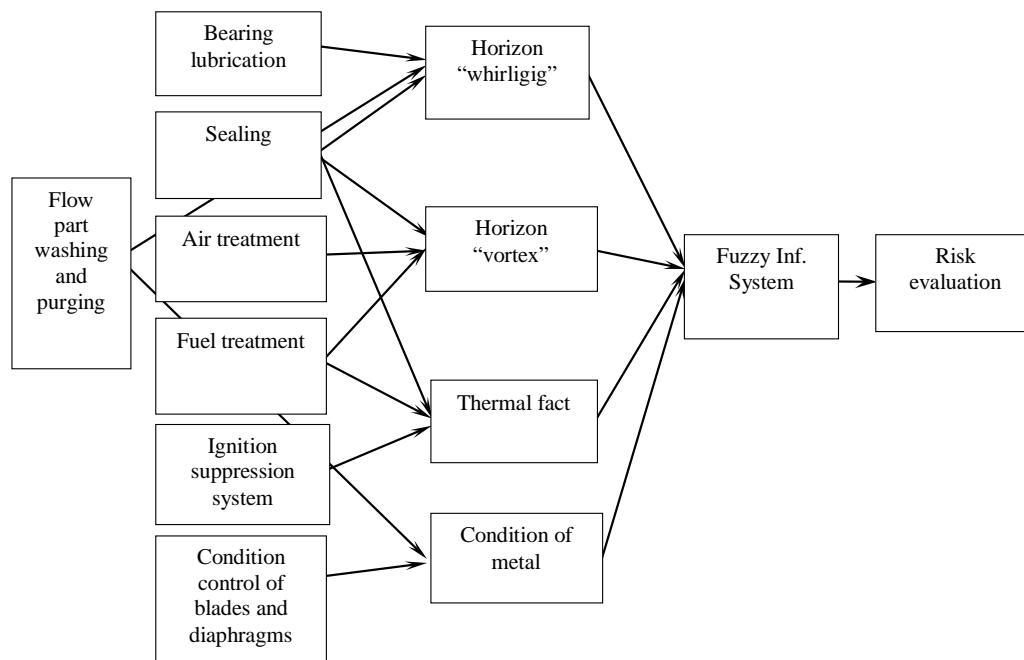 Bearing
lubrication
Horizon
“whirligig”
Sealing
Flow
part
washing
and
purging
Air treatment
Horizon
“vortex”
Fuzzy Inf.
System
Risk
evaluation
Fuel treatment
Thermal fact
Ignition
suppression
system
Condition of
metal
Condition
control of
blades and
diaphragms